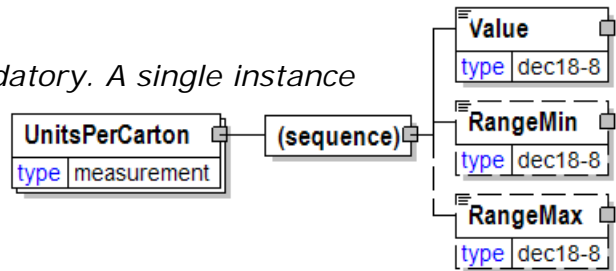 Value
type dec18-8
datory. A single instance
RangeMin
type dec18-8
UnitsPerCarton
type measurement
(sequence)
RangeMax
type dec18-8